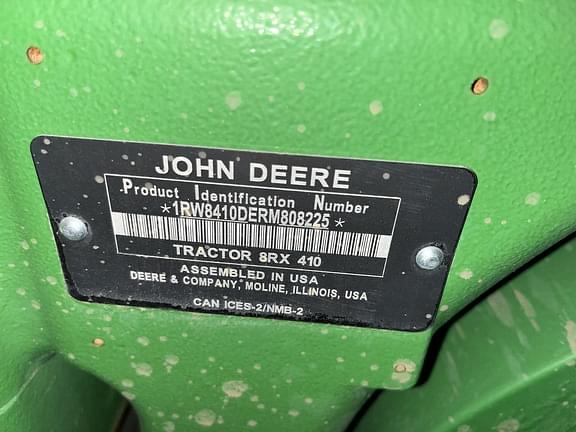 JOHN DEERE
Product Identification Number
*1RW8410DERM808225*
TRACTOR 8RX 410
ASSEMBLED IN USA
DEERE & COMPANY, MOLINE, ILLINOIS, USA
CAN ICES-2/NMB-2